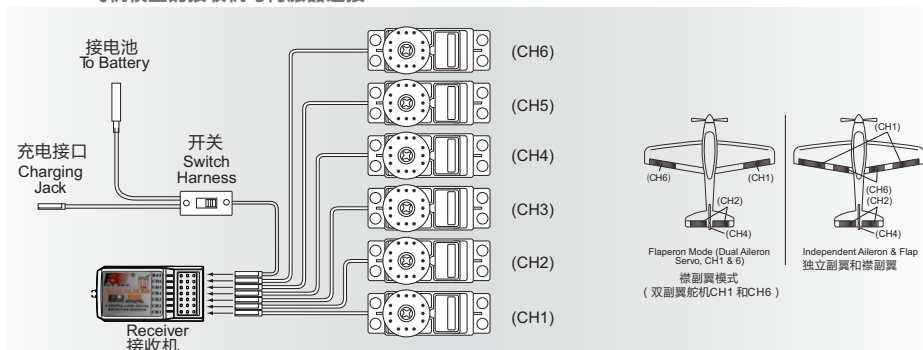 接电池
To Battery
充电接口
Charging
Jack
开关
Switch
Harness
Receiver
接收机
(CH6)
(CH5)
(CH4)
(CH3)
(CH2)
(CH1)
(CH6)
(CH1)
(CH2)
(CH4)
Flaperon Mode (Dual Aileron
Servo, CH1 & 6)
襟副翼模式
( 双副翼舵机CH1 和CH6 )
(CH1)
(CH6)
(CH2)
(CH4)
Independent Aileron & Flap
独立副翼和襟副翼